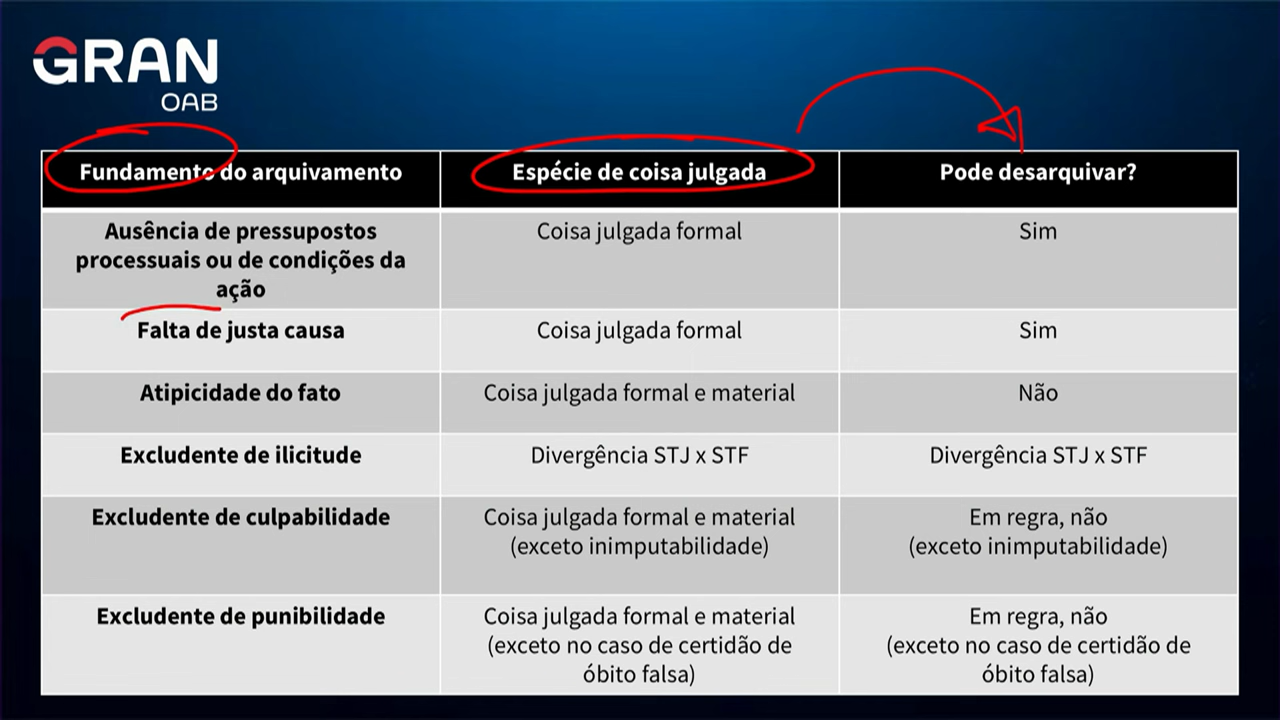 GRAN
OAB
Fundamento do arquivamento
Espécie de coisa julgada
Pode desarquivar?
Ausência de pressupostos
processuais ou de condições da
ação
Coisa julgada formal
Sim
Falta de justa causa
Coisa julgada formal
Sim
Atipicidade do fato
Coisa julgada formal e material
Não
Excludente de ilicitude
Divergência STJ x STF
Divergência STJ x STF
Excludente de culpabilidade
Coisa julgada formal e material
(exceto inimputabilidade)
Em regra, não
(exceto inimputabilidade)
Excludente de punibilidade
Coisa julgada formal e material
(exceto no caso de certidão de
óbito falsa)
Em regra, não
(exceto no caso de certidão de
óbito falsa)